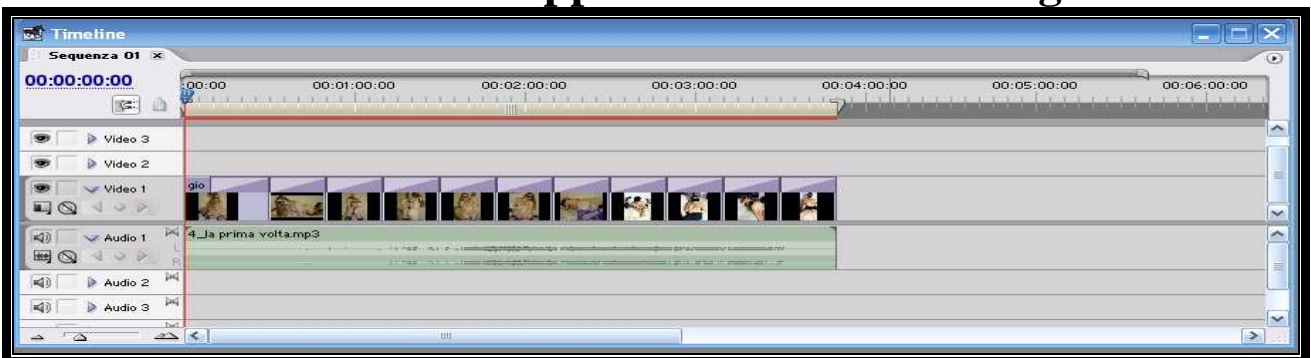 Timeline
Sequenza 01
00:00:00:00
:00:00 00:01:00:00 00:02:00:00 00:03:00:00 00:04:00:00 00:05:00:00 00:06:00:00
Video 3
Video 2
gio
Video 1
Audio 1 4_la prima volta.mp3
L
R
Audio 2
Audio 3